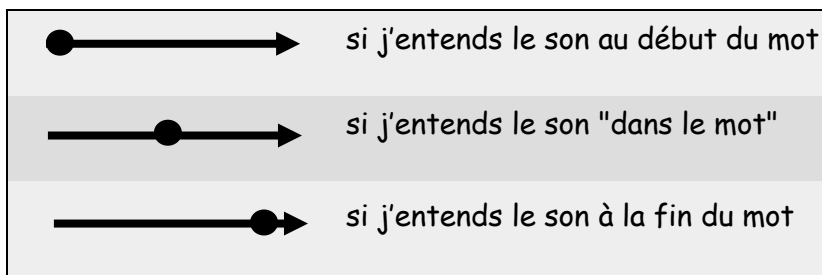 si j'entends le son au début du mot
si j'entends le son "dans le mot"
si j'entends le son à la fin du mot